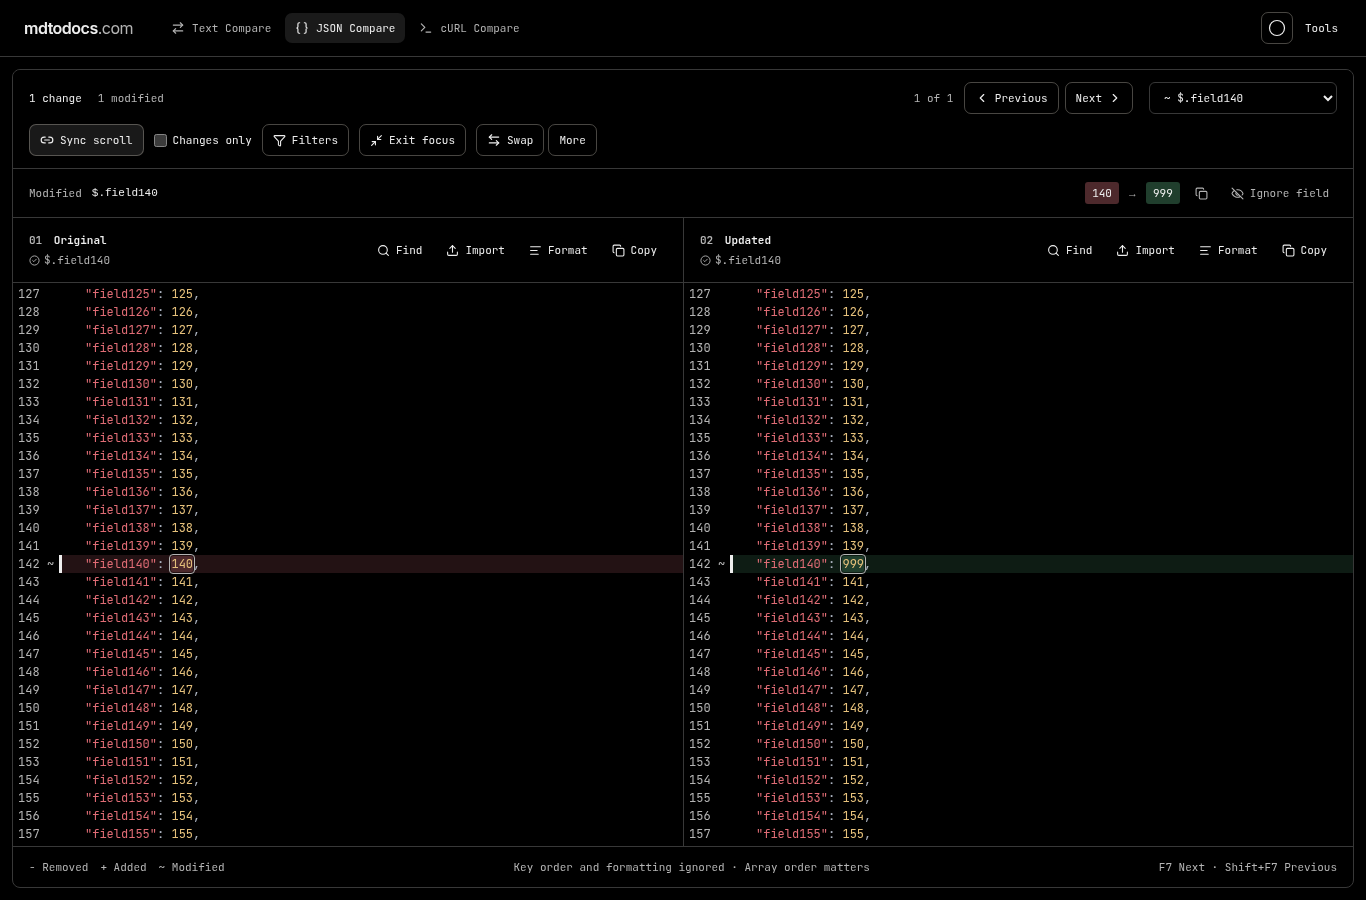 mdtodocs.com Text Compare {} JSON Compare cURL Compare Tools
1 change 1 modified 1 of 1 Previous Next ~ $.field140
Sync scroll Changes only Filters Exit focus Swap More
Modified $.field140 140 → 999 Ignore field
01 Original Find Import Format Copy
$.field140
127 "field125": 125,
128 "field126": 126,
129 "field127": 127,
130 "field128": 128,
131 "field129": 129,
132 "field130": 130,
133 "field131": 131,
134 "field132": 132,
135 "field133": 133,
136 "field134": 134,
137 "field135": 135,
138 "field136": 136,
139 "field137": 137,
140 "field138": 138,
141 "field139": 139,
142 ~ "field140": 140,
143 "field141": 141,
144 "field142": 142,
145 "field143": 143,
146 "field144": 144,
147 "field145": 145,
148 "field146": 146,
149 "field147": 147,
150 "field148": 148,
151 "field149": 149,
152 "field150": 150,
153 "field151": 151,
154 "field152": 152,
155 "field153": 153,
156 "field154": 154,
157 "field155": 155,
02 Updated Find Import Format Copy
$.field140
127 "field125": 125,
128 "field126": 126,
129 "field127": 127,
130 "field128": 128,
131 "field129": 129,
132 "field130": 130,
133 "field131": 131,
134 "field132": 132,
135 "field133": 133,
136 "field134": 134,
137 "field135": 135,
138 "field136": 136,
139 "field137": 137,
140 "field138": 138,
141 "field139": 139,
142 ~ "field140": 999,
143 "field141": 141,
144 "field142": 142,
145 "field143": 143,
146 "field144": 144,
147 "field145": 145,
148 "field146": 146,
149 "field147": 147,
150 "field148": 148,
151 "field149": 149,
152 "field150": 150,
153 "field151": 151,
154 "field152": 152,
155 "field153": 153,
156 "field154": 154,
157 "field155": 155,
- Removed + Added ~ Modified Key order and formatting ignored · Array order matters F7 Next · Shift+F7 Previous